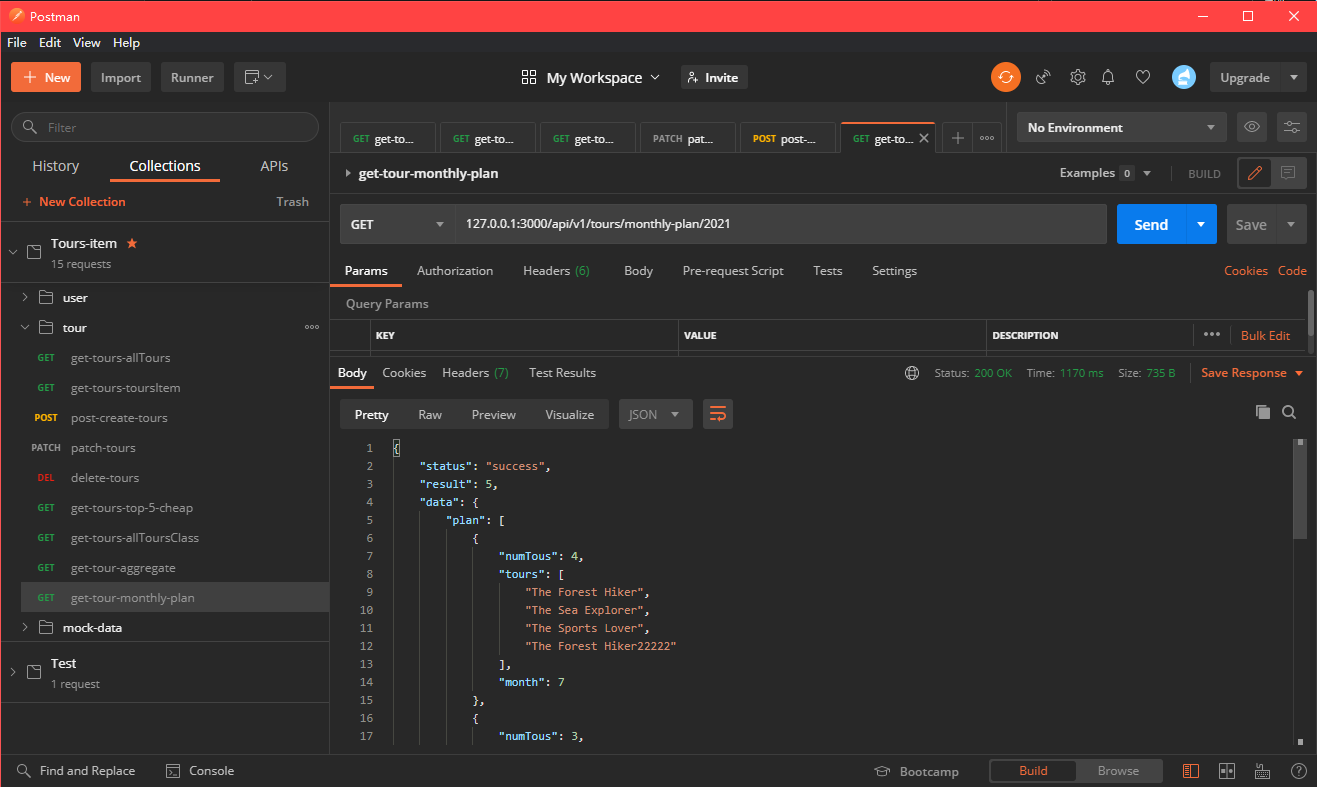 Postman
File Edit View Help
+ New Import Runner My Workspace Invite Upgrade
Filter
History Collections APIs
+ New Collection Trash
Tours-item
15 requests
user
tour
GET get-tours-allTours
GET get-tours-toursItem
POST post-create-tours
PATCH patch-tours
DEL delete-tours
GET get-tours-top-5-cheap
GET get-tours-allToursClass
GET get-tour-aggregate
GET get-tour-monthly-plan
mock-data
Test
1 request
GET get-to... GET get-to... GET get-to... PATCH pat... POST post-... GET get-to... No Environment
get-tour-monthly-plan Examples 0 BUILD
GET 127.0.0.1:3000/api/v1/tours/monthly-plan/2021 Send Save
Params Authorization Headers (6) Body Pre-request Script Tests Settings Cookies Code
Query Params
KEY VALUE DESCRIPTION Bulk Edit
Body Cookies Headers (7) Test Results Status: 200 OK Time: 1170 ms Size: 735 B Save Response
Pretty Raw Preview Visualize JSON
1 {
2 "status": "success",
3 "result": 5,
4 "data": {
5 "plan": [
6 {
7 "numTous": 4,
8 "tours": [
9 "The Forest Hiker",
10 "The Sea Explorer",
11 "The Sports Lover",
12 "The Forest Hiker22222"
13 ],
14 "month": 7
15 },
16 {
17 "numTous": 3,
Find and Replace Console Bootcamp Build Browse